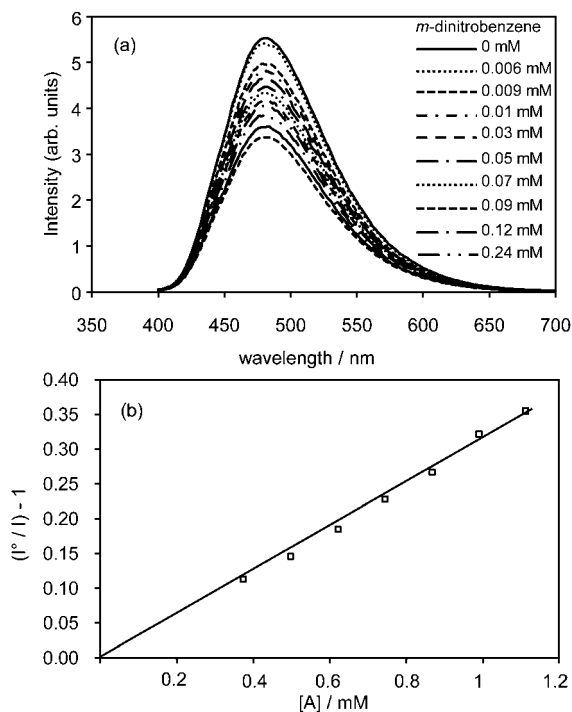 (a)
m-dinitrobenzene
0 mM
0.006 mM
0.009 mM
0.01 mM
0.03 mM
0.05 mM
0.07 mM
0.09 mM
0.12 mM
0.24 mM
Intensity (arb. units)
6
5
4
3
2
1
0
350 400 450 500 550 600 650 700
wavelength / nm
(b)
(I° / I) - 1
0.40
0.35
0.30
0.25
0.20
0.15
0.10
0.05
0.00
0.2 0.4 0.6 0.8 1 1.2
[A] / mM